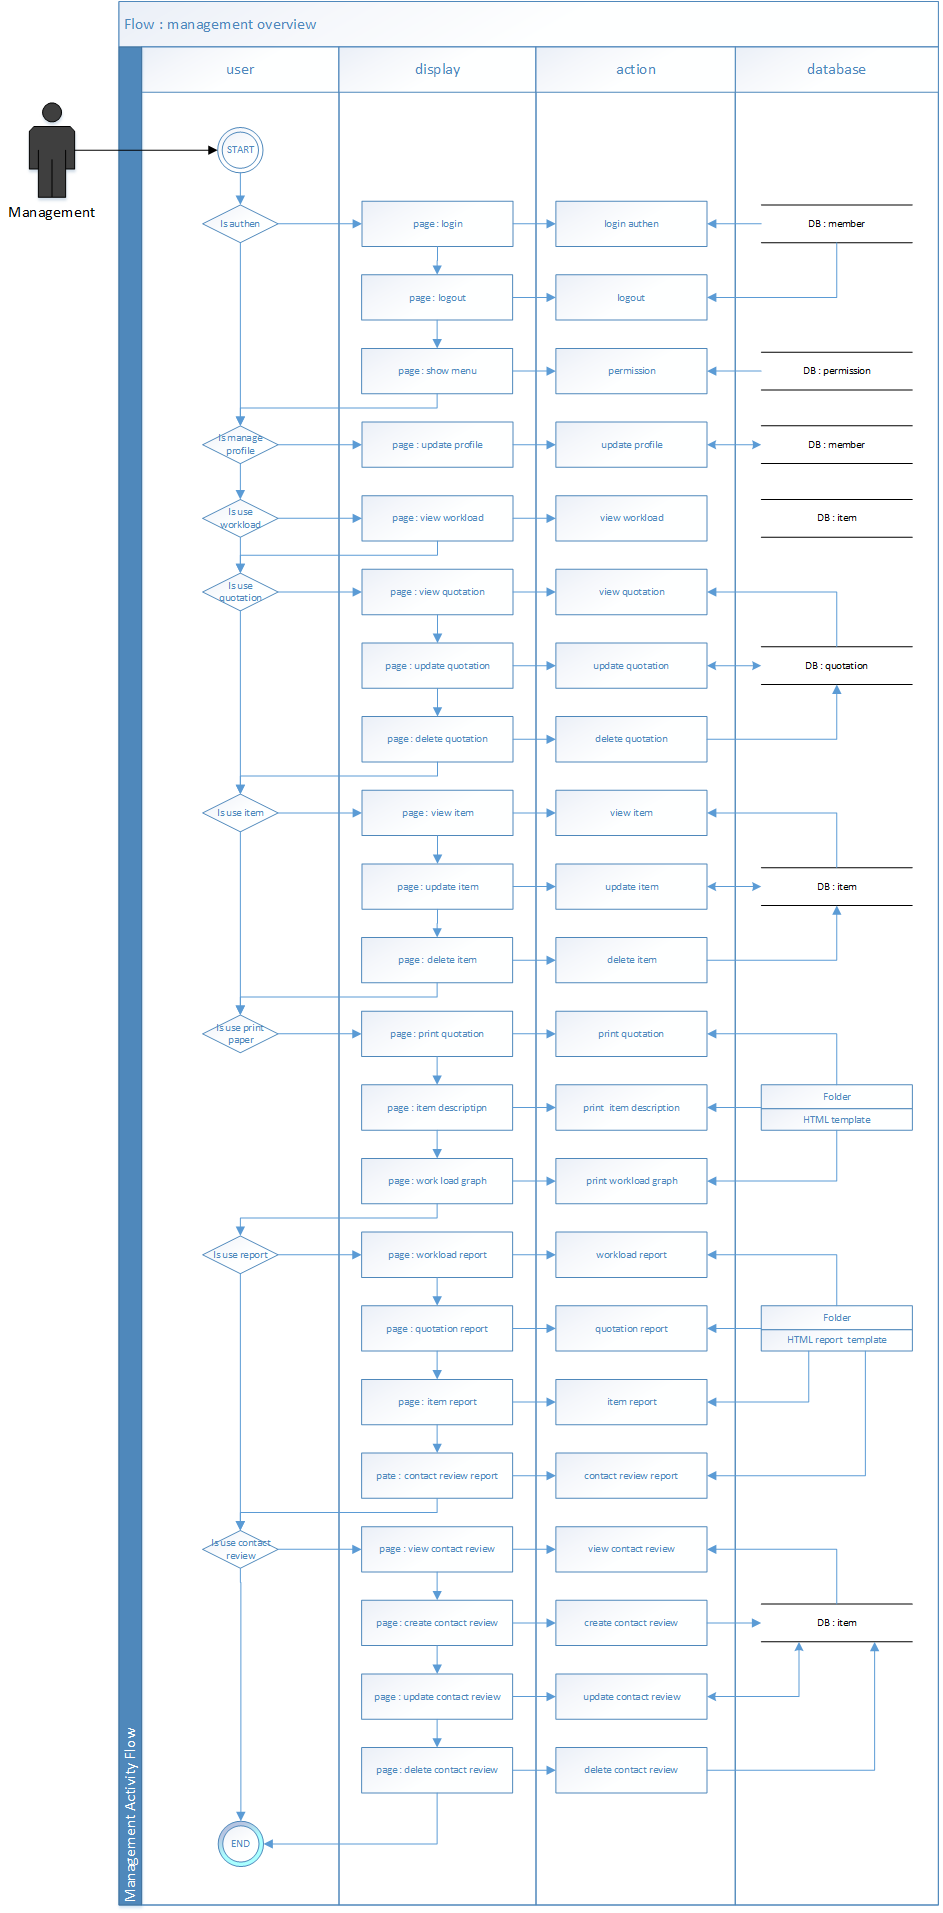 Flow : management overview
user
display
action
database
Management
START
Is authen
page : login
login authen
DB : member
page : logout
logout
page : show menu
permission
DB : permission
Is manage
profile
page : update profile
update profile
DB : member
Is use
workload
page : view workload
view workload
DB : item
Is use
quotation
page : view quotation
view quotation
page : update quotation
update quotation
DB : quotation
page : delete quotation
delete quotation
Is use item
page : view item
view item
page : update item
update item
DB : item
page : delete item
delete item
Is use print
paper
page : print quotation
print quotation
page : item descriptipn
print item description
Folder
HTML template
page : work load graph
print workload graph
Is use report
page : workload report
workload report
page : quotation report
quotation report
Folder
HTML report template
page : item report
item report
pate : contact review report
contact review report
Is use contact
review
page : view contact review
view contact review
page : create contact review
create contact review
DB : item
page : update contact review
update contact review
page : delete contact review
delete contact review
END
Management Activity Flow